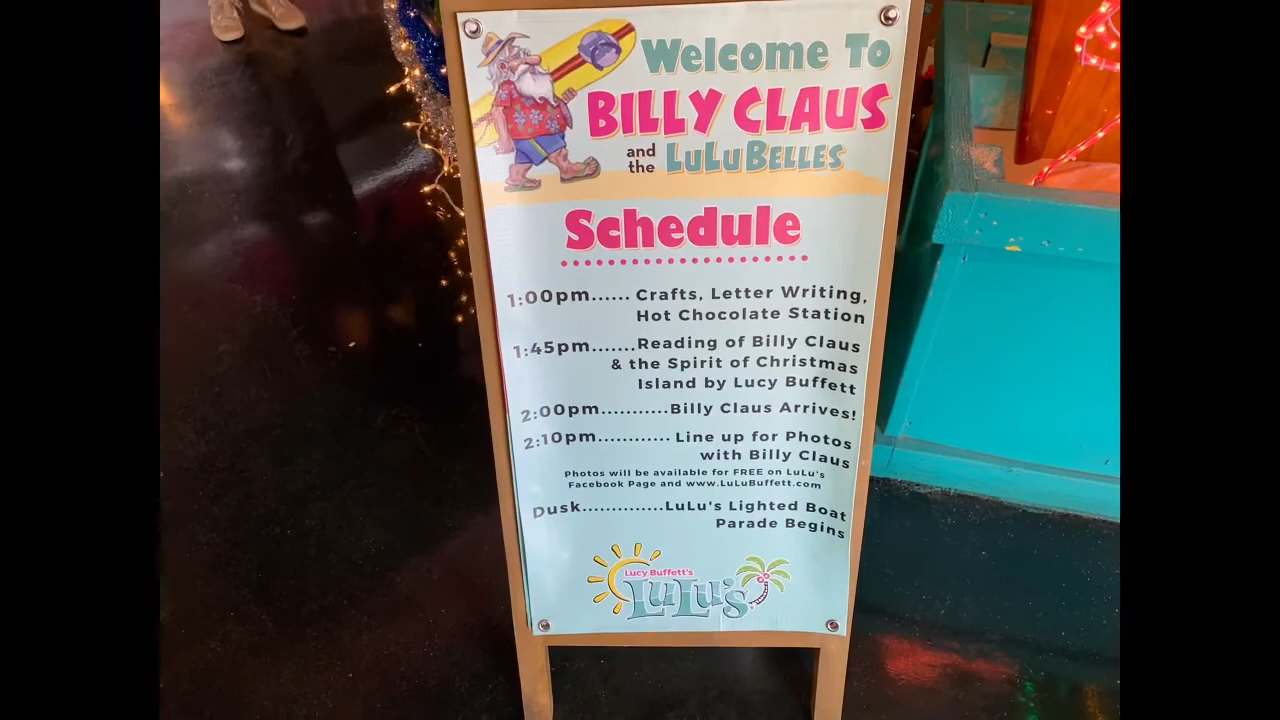 Welcome To
BILLY CLAUS
and the LULUBELLES
Schedule
1:00pm...... Crafts, Letter Writing,
Hot Chocolate Station
1:45pm.......Reading of Billy Claus
& the Spirit of Christmas
Island by Lucy Buffett
2:00pm...........Billy Claus Arrives!
2:10pm............ Line up for Photos
with Billy Claus
Photos will be available for FREE on LuLu's
Facebook Page and www.LuLuBuffett.com
Dusk..............LuLu's Lighted Boat
Parade Begins
Lucy Buffett's
LuLu's